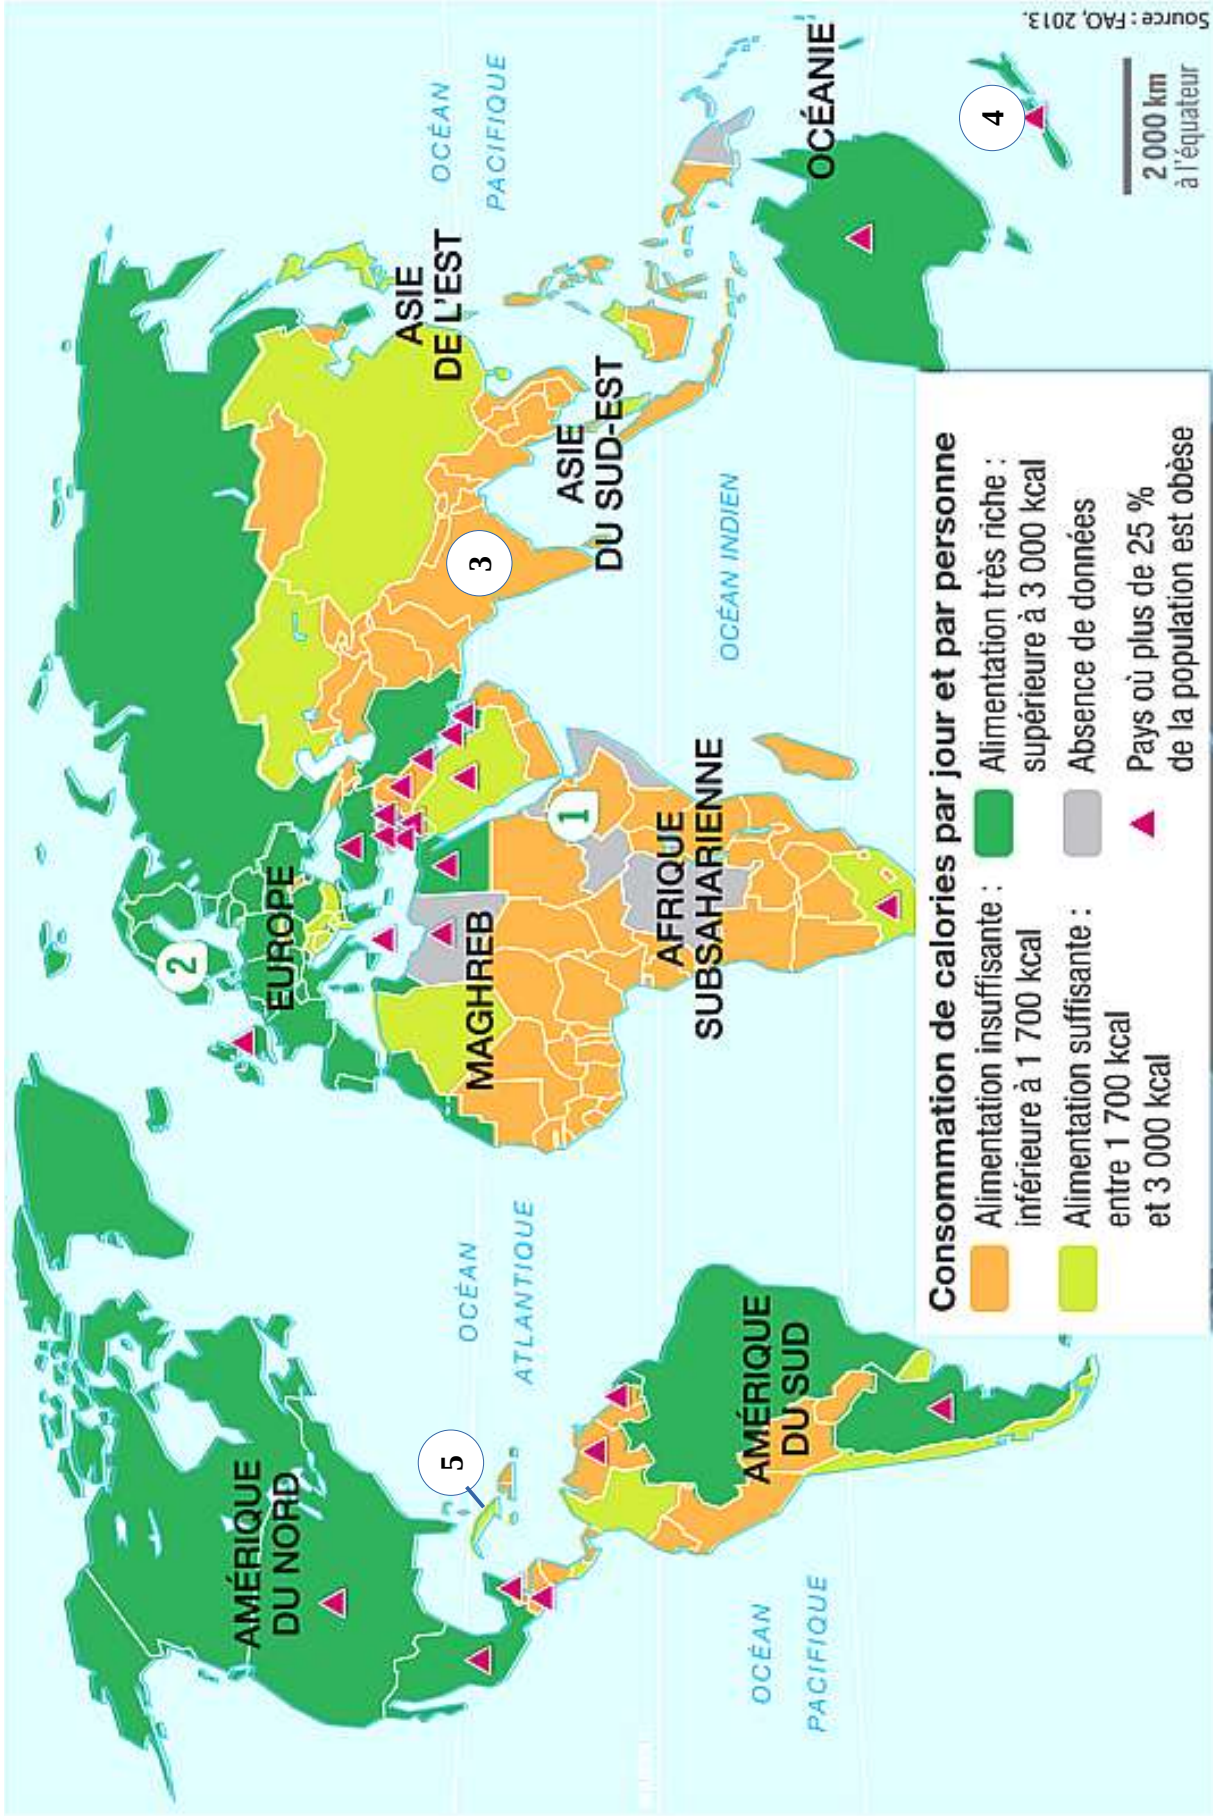 OCÉAN
PACIFIQUE
OCÉAN
ATLANTIQUE
OCÉAN
PACIFIQUE
OCÉAN INDIEN
AMÉRIQUE
DU NORD
AMÉRIQUE
DU SUD
EUROPE
MAGHREB
AFRIQUE
SUBSAHARIENNE
ASIE
DE L'EST
ASIE
DU SUD-EST
OCÉANIE
1
2
3
4
5
Consommation de calories par jour et par personne
Alimentation insuffisante :
inférieure à 1 700 kcal
Alimentation suffisante :
entre 1 700 kcal
et 3 000 kcal
Alimentation très riche :
supérieure à 3 000 kcal
Absence de données
Pays où plus de 25 %
de la population est obèse
2 000 km
à l'équateur
Source : FAO, 2013.